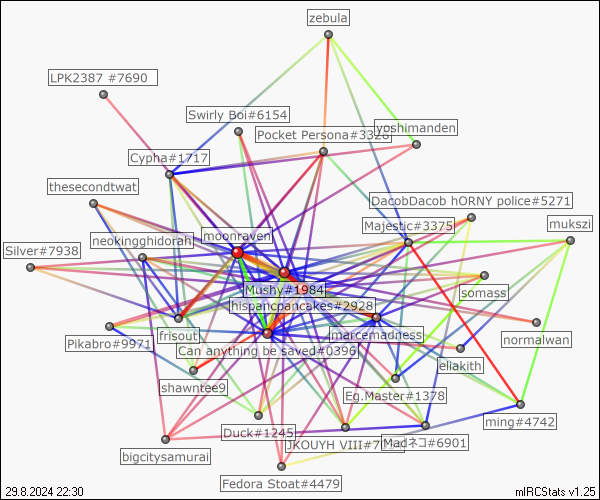 zebula
LPK2387 #7690
Swirly Boi#6154
Pocket Persona#3326
yoshimanden
Cypha#1717
thesecondtwat
DacobDacob hORNY police#5271
Majestic#3375
mukszi
moonraven
neokingghidorah
Silver#7938
Mushy#1984
somass
hispancpancakes#2928
marcemadness
normalwan
Pikabro#9971
frisout
Can anything be saved#0396
eliakith
shawntee9
Eg.Master#1378
ming#4742
Duck#1245
JKOUYH VIII#7
Madネコ#6901
bigcitysamurai
Fedora Stoat#4479
29.8.2024 22:30
mIRCStats v1.25